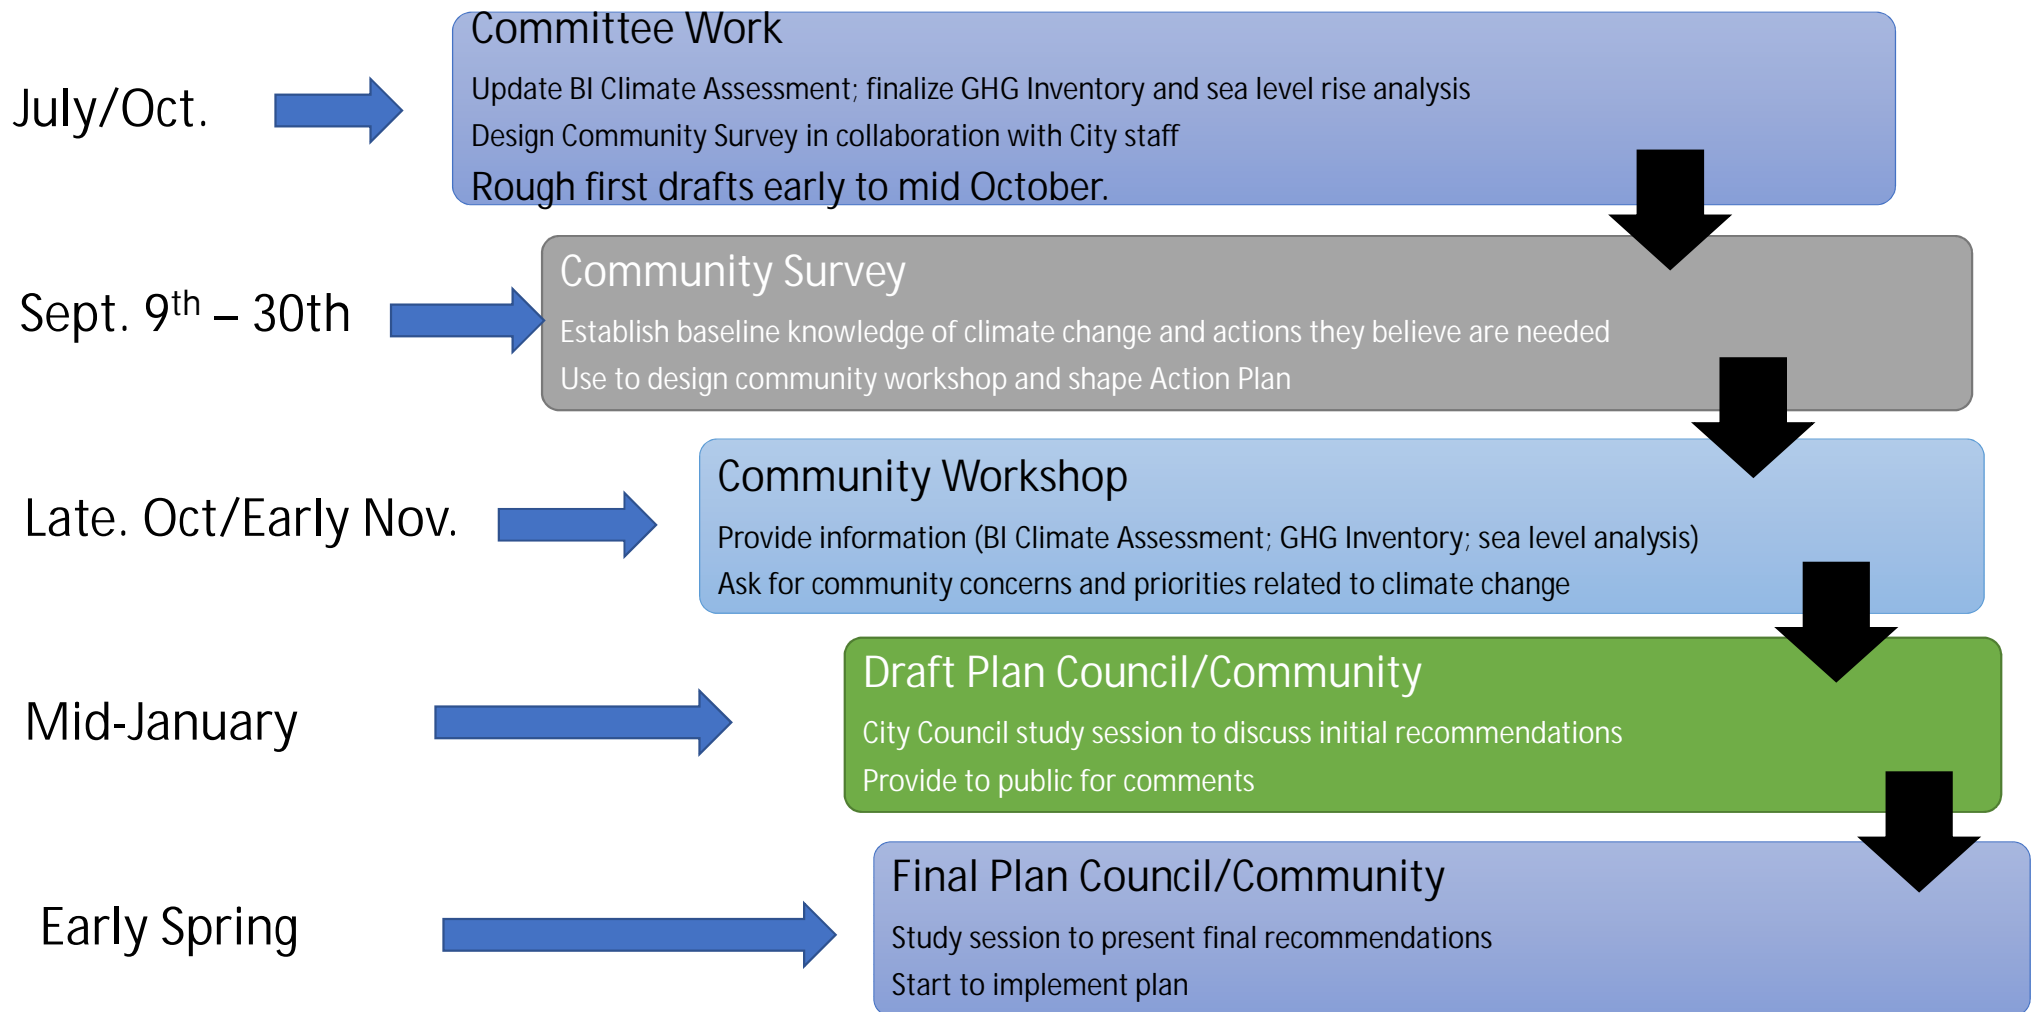 July/Oct.
Committee Work
Update BI Climate Assessment; finalize GHG Inventory and sea level rise analysis
Design Community Survey in collaboration with City staff
Rough first drafts early to mid October.
Sept. 9th – 30th
Community Survey
Establish baseline knowledge of climate change and actions they believe are needed
Use to design community workshop and shape Action Plan
Late. Oct/Early Nov.
Community Workshop
Provide information (BI Climate Assessment; GHG Inventory; sea level analysis)
Ask for community concerns and priorities related to climate change
Mid-January
Draft Plan Council/Community
City Council study session to discuss initial recommendations
Provide to public for comments
Early Spring
Final Plan Council/Community
Study session to present final recommendations
Start to implement plan